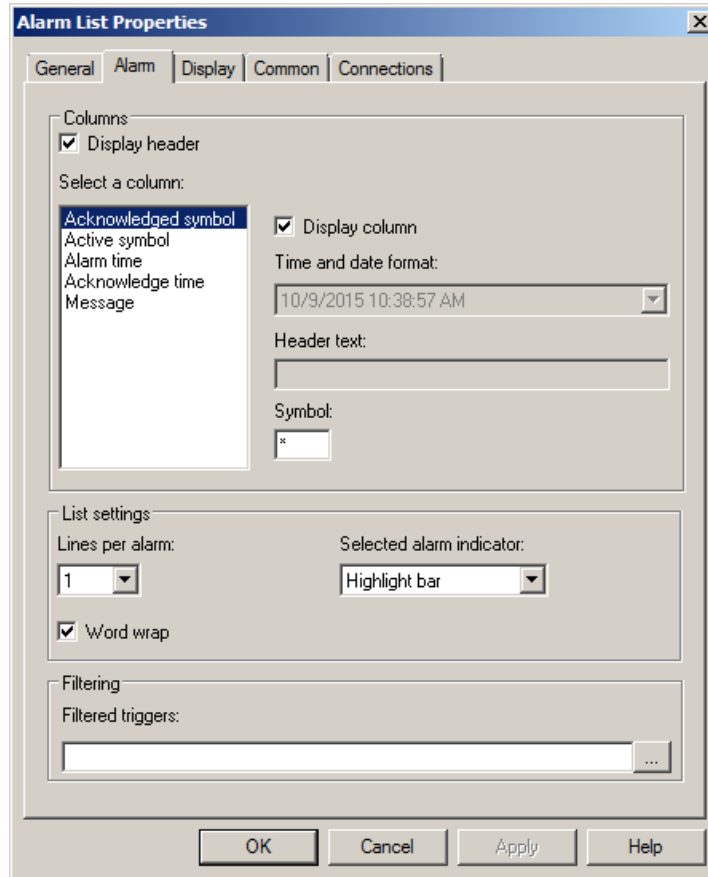 Alarm List Properties
General Alarm Display Common Connections
Columns
Display header
Select a column:
Acknowledged symbol
Active symbol
Alarm time
Acknowledge time
Message
Display column
Time and date format:
10/9/2015 10:38:57 AM
Header text:
Symbol:
*
List settings
Lines per alarm: Selected alarm indicator:
1 Highlight bar
Word wrap
Filtering
Filtered triggers:
...
OK Cancel Apply Help